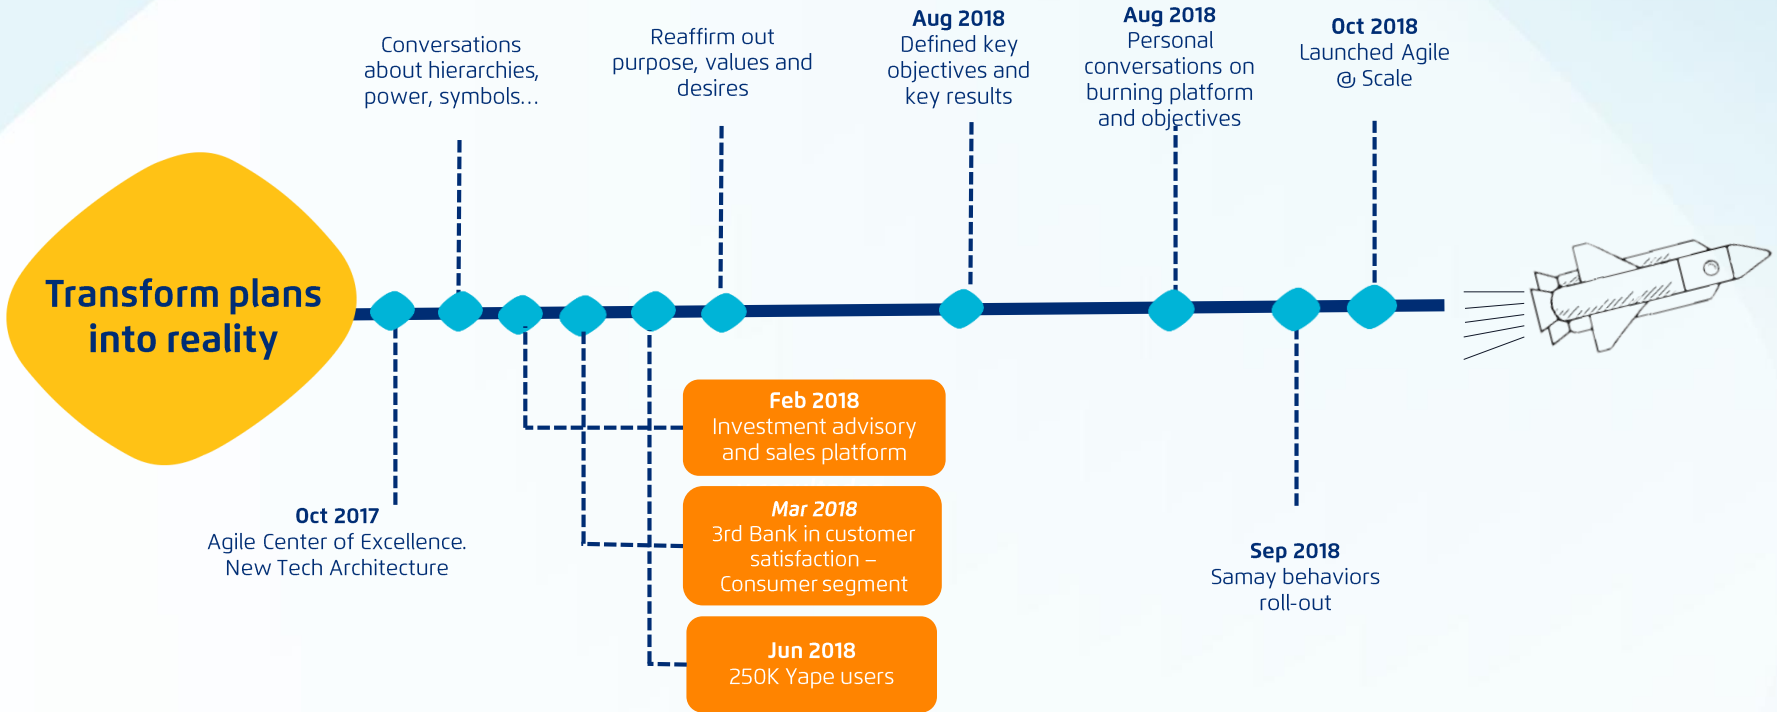 Transform plans
into reality
Conversations
about hierarchies,
power, symbols...
Reaffirm out
purpose, values and
desires
Aug 2018
Defined key
objectives and
key results
Aug 2018
Personal
conversations on
burning platform
and objectives
Oct 2018
Launched Agile
@ Scale
Oct 2017
Agile Center of Excellence.
New Tech Architecture
Feb 2018
Investment advisory
and sales platform
Mar 2018
3rd Bank in customer
satisfaction –
Consumer segment
Jun 2018
250K Yape users
Sep 2018
Samay behaviors
roll-out